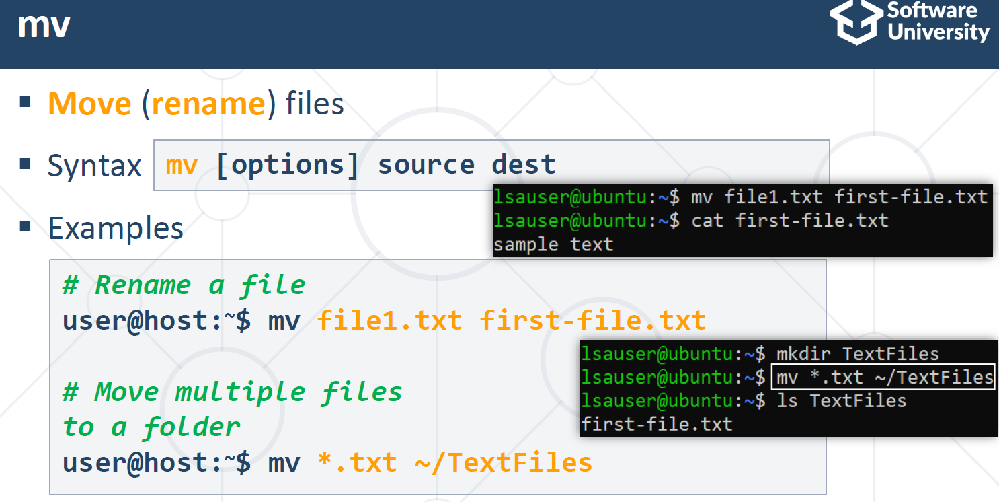 mv
Software
University
Move (rename) files
Syntax mv [options] source dest
lsauser@ubuntu:~$ mv file1.txt first-file.txt
lsauser@ubuntu:~$ cat first-file.txt
sample text
Examples
# Rename a file
user@host:~$ mv file1.txt first-file.txt
lsauser@ubuntu:~$ mkdir TextFiles
lsauser@ubuntu:~$ mv *.txt ~/TextFiles
lsauser@ubuntu:~$ ls TextFiles
first-file.txt
# Move multiple files
to a folder
user@host:~$ mv *.txt ~/TextFiles